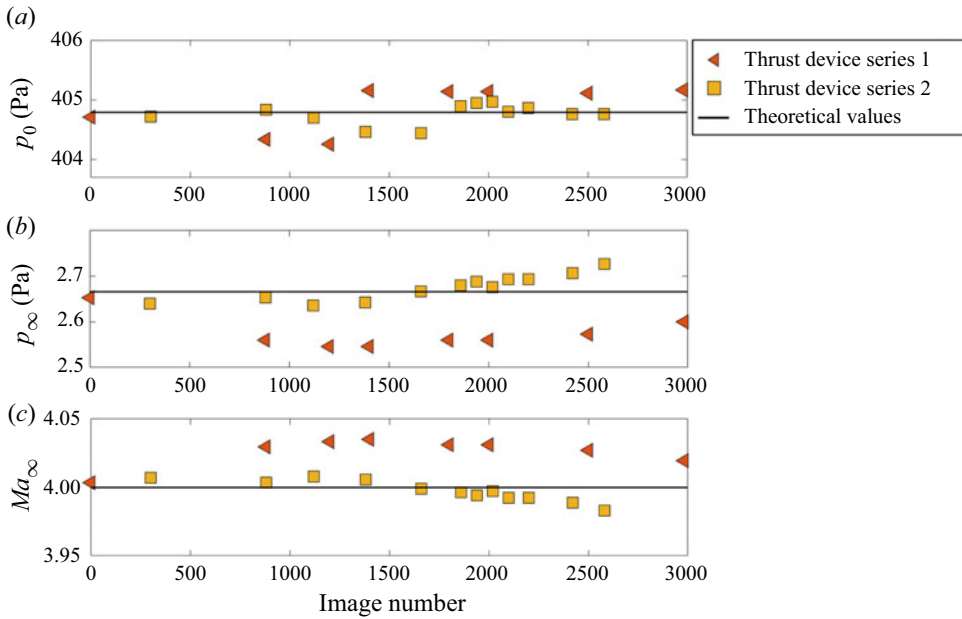 (a)
406
405
404
p₀ (Pa)
0 500 1000 1500 2000 2500 3000
Thrust device series 1
Thrust device series 2
Theoretical values
(b)
2.7
2.6
2.5
p∞ (Pa)
0 500 1000 1500 2000 2500 3000
(c)
4.05
4.00
3.95
Ma∞
0 500 1000 1500 2000 2500 3000
Image number